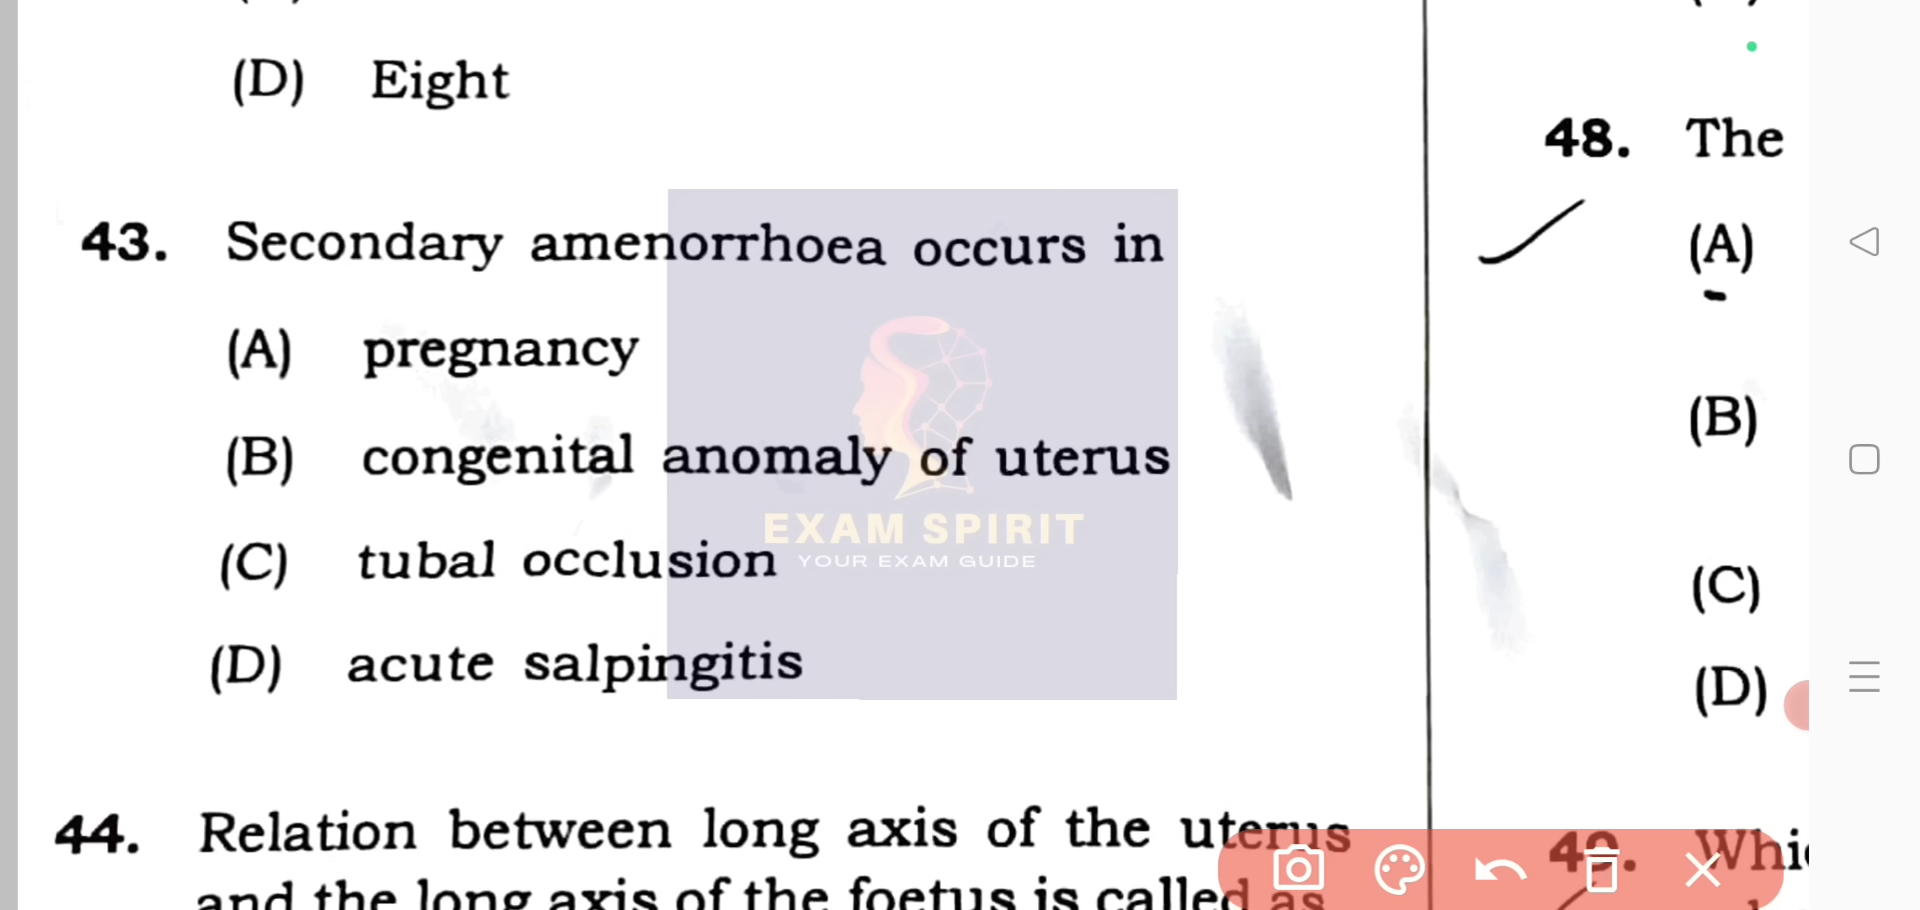 (D) Eight
43. Secondary amenorrhoea occurs in
(A) pregnancy
(B) congenital anomaly of uterus
(C) tubal occlusion
(D) acute salpingitis
EXAM SPIRIT
YOUR EXAM GUIDE
44. Relation between long axis of the uterus
and the long axis of the foetus is called as
48. The
(A)
(B)
(C)
(D)
49.